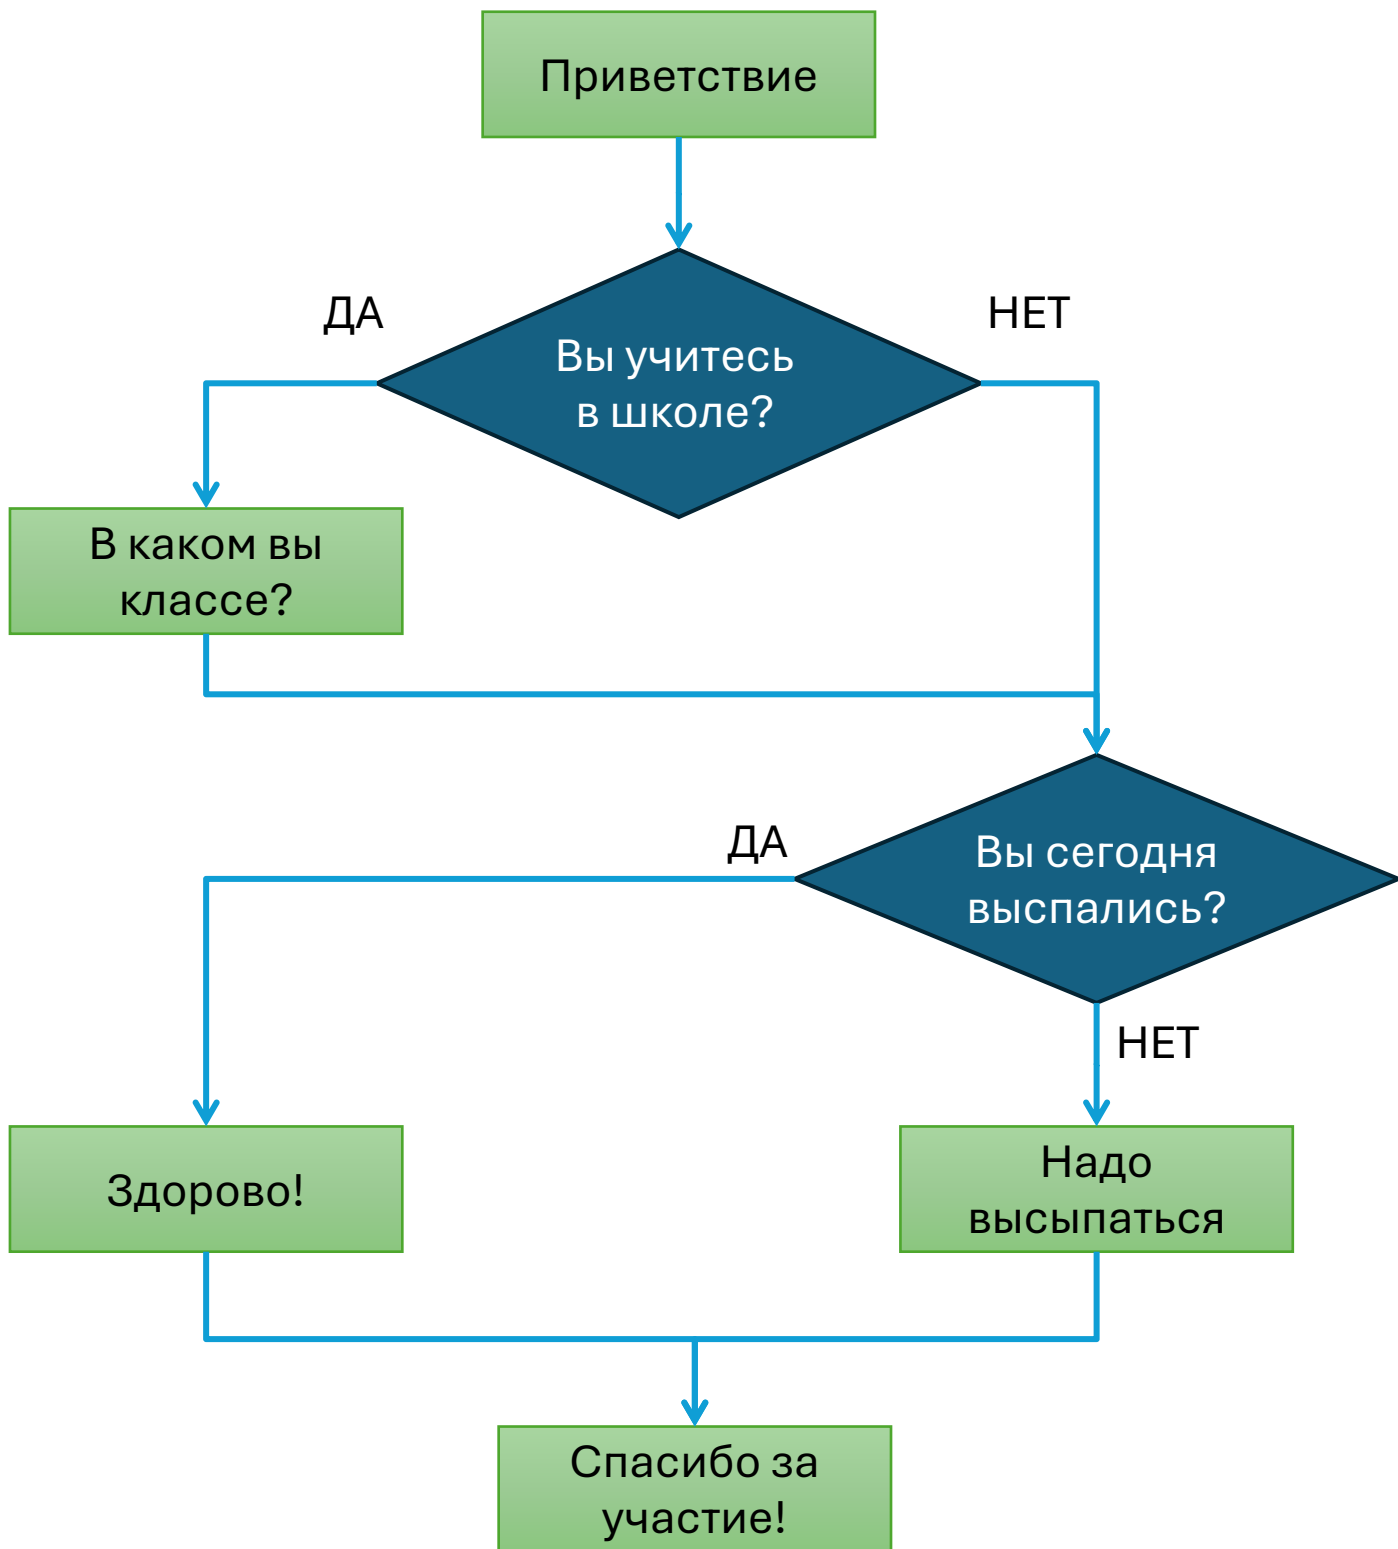 Приветствие
ДА
НЕТ
Вы учитесь
в школе?
В каком вы
классе?
ДА
Вы сегодня
выспались?
НЕТ
Здорово!
Надо
высыпаться
Спасибо за
участие!